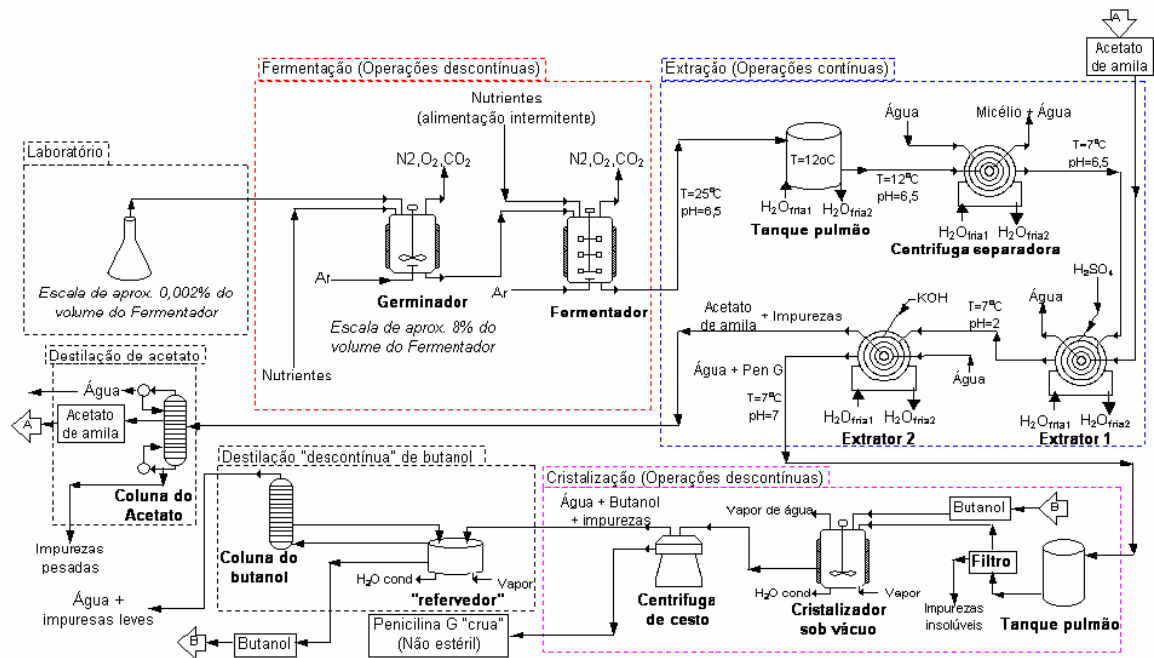 A
Acetato
de amila
Fermentação (Operações descontínuas)
Extração (Operações contínuas)
Nutrientes
(alimentação intermitente)
Água
Micélio + Água
Laboratório
N2,O2,CO2
N2,O2,CO2
T=12oC
T=7ºC
pH=6,5
T=25ºC
pH=6,5
T=12ºC
pH=6,5
H2Ofria1
H2Ofria2
Tanque pulmão
H2Ofria1
H2Ofria2
Centrifuga separadora
Ar
Ar
Germinador
Fermentador
Escala de aprox. 0,002% do
volume do Fermentador
Escala de aprox. 8% do
volume do Fermentador
Nutrientes
H2SO4
KOH
Água
Acetato
de amila
+ Impurezas
T=7ºC
pH=2
Água + Pen G
Água
T=7ºC
pH=7
H2Ofria1
H2Ofria2
Extrator 2
H2Ofria1
H2Ofria2
Extrator 1
Destilação de acetato
Água
A
Acetato
de amila
Coluna do
Acetato
Impurezas
pesadas
Água +
impuresas leves
Destilação "descontínua" de butanol
Coluna do
butanol
H2O cond
Vapor
"refervedor"
B
Butanol
Penicilina G "crua"
(Não estéril)
Cristalização (Operações descontínuas)
Água + Butanol
+ impurezas
Vapor de água
Butanol
B
Filtro
Centrifuga
de cesto
H2O cond
Vapor
Cristalizador
sob vácuo
Impurezas
insolúveis
Tanque pulmão